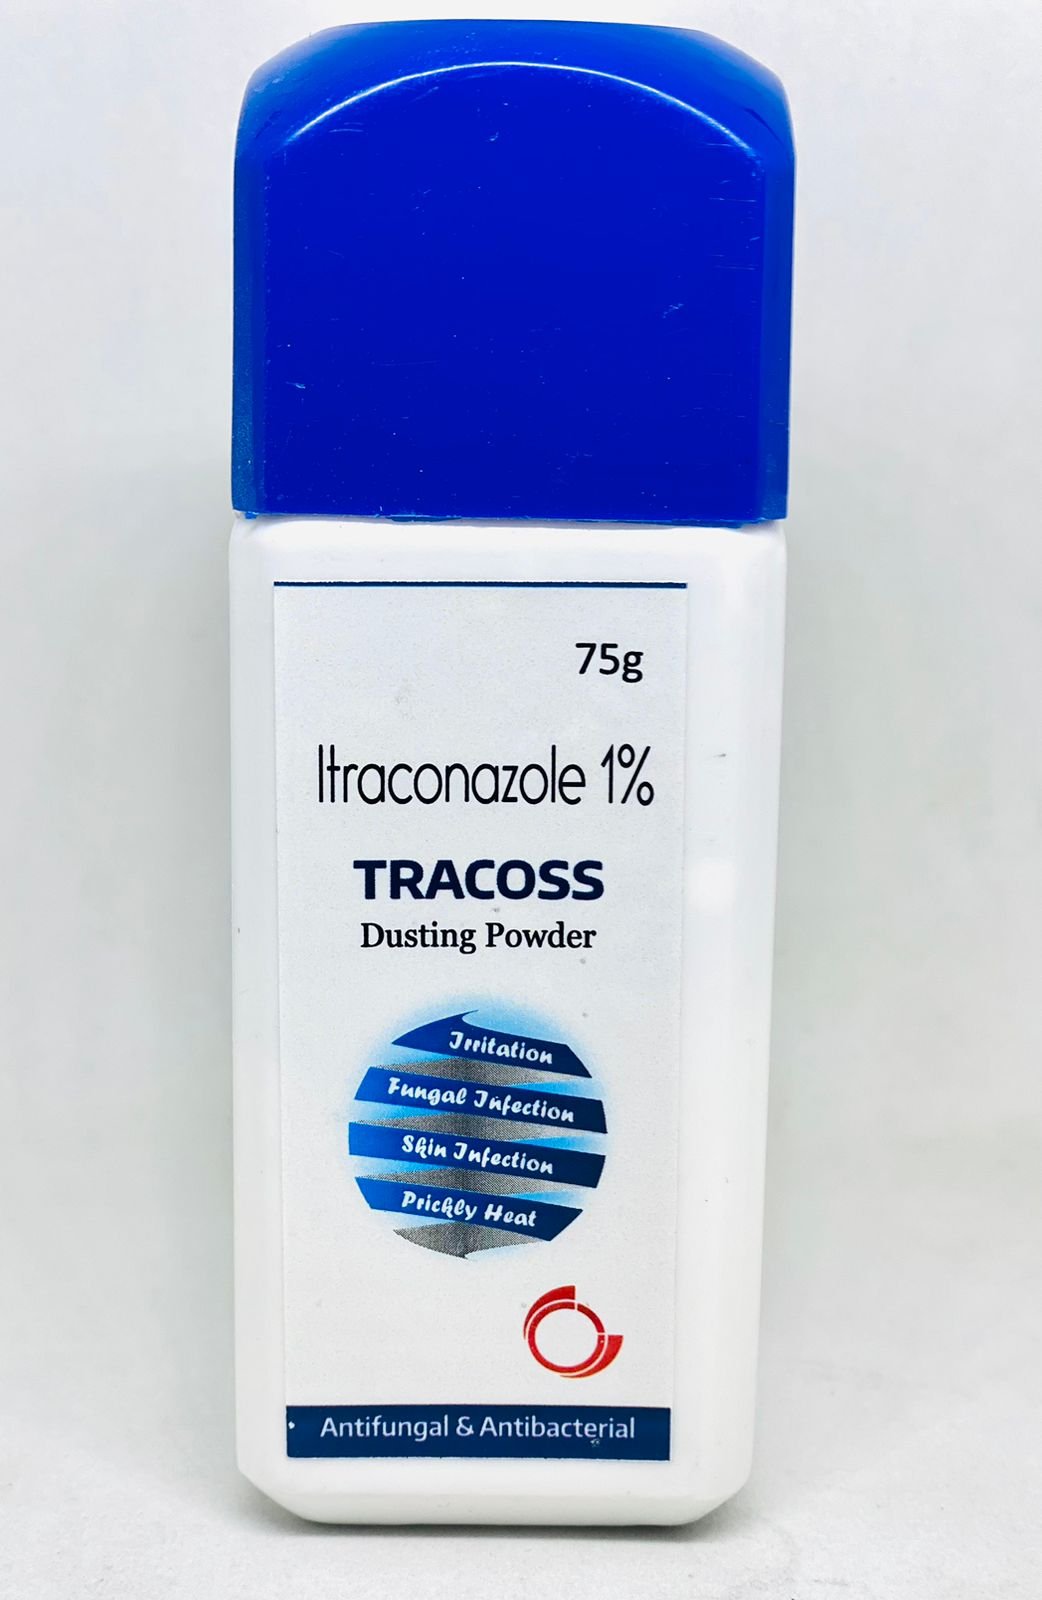 75g
Itraconazole 1%
TRACOSS
Dusting Powder
Irritation
Fungal Infection
Skin Infection
Prickly Heat
Antifungal & Antibacterial